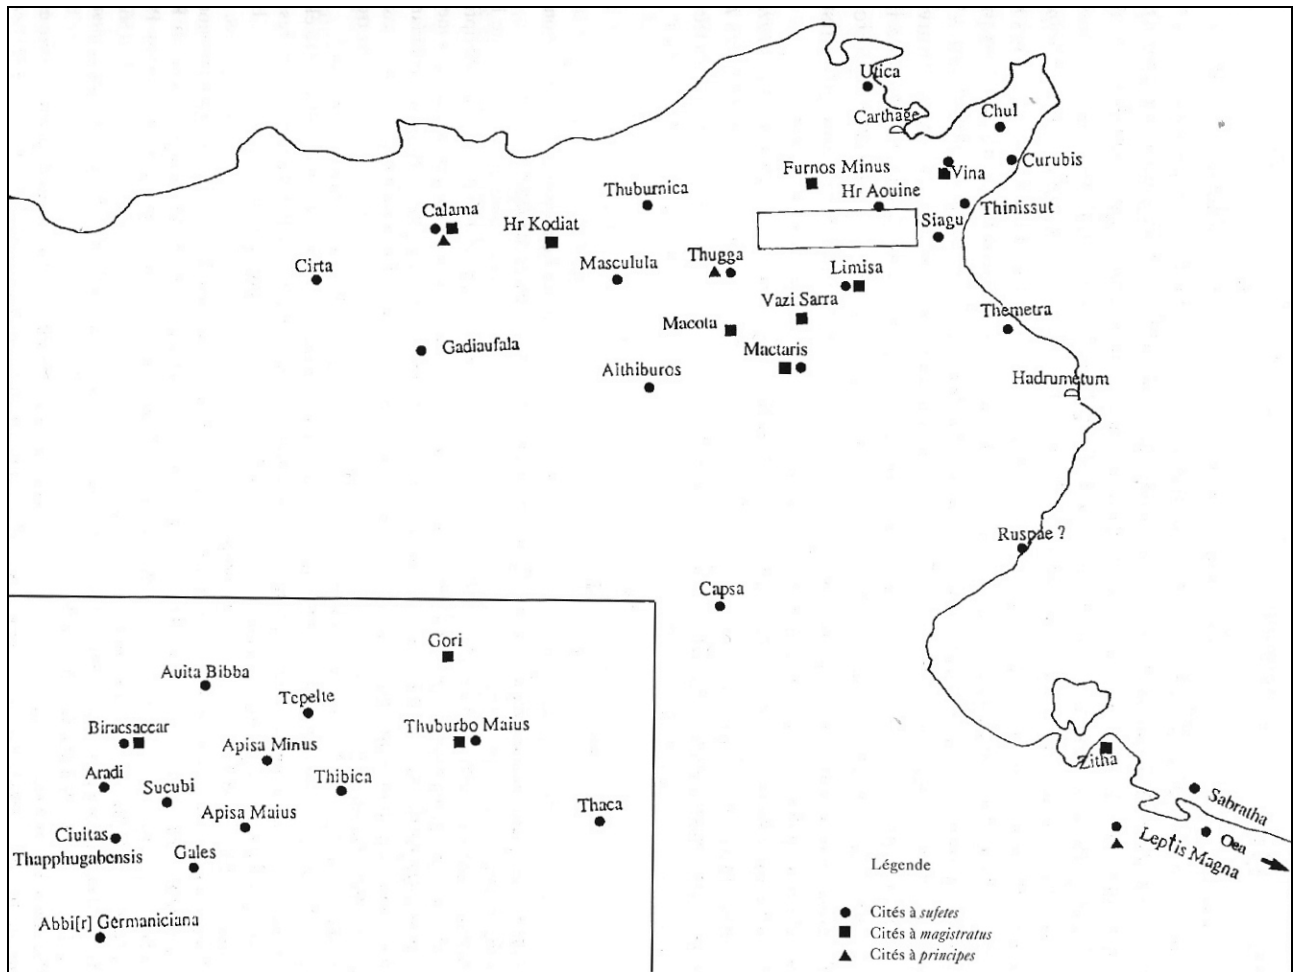 Utica
Carthage
Chul
Furnos Minus
Vina
Curubis
Thuburnica
Hr Aouine
Calama
Hr Kodiat
Siagu
Thinissut
Cirta
Masculula
Thugga
Limisa
Vazi Sarra
Themetra
Macota
Gadiaufala
Mactaris
Althiburos
Hadrumetum
Ruspae ?
Capsa
Gori
Auita Bibba
Tepelte
Biracsaccar
Thuburbo Maius
Apisa Minus
Zitha
Aradi
Sucubi
Thibica
Sabratha
Apisa Maius
Thaca
Oea
Ciuitas
Thapphugabensis
Gales
Leptis Magna
Légende
Abbi[r] Germaniciana
Cités à sufetes
Cités à magistratus
Cités à principes